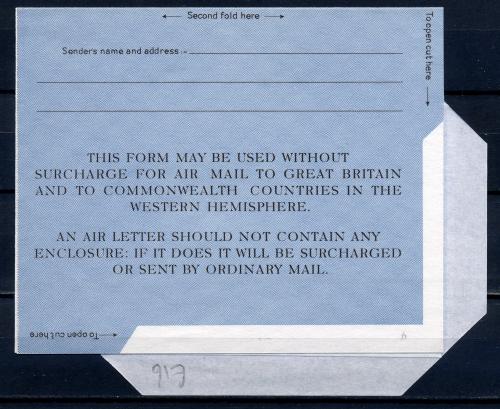 ← Second fold here →
To open cut here →
Sender's name and address :-
THIS FORM MAY BE USED WITHOUT
SURCHARGE FOR AIR MAIL TO GREAT BRITAIN
AND TO COMMONWEALTH COUNTRIES IN THE
WESTERN HEMISPHERE.
AN AIR LETTER SHOULD NOT CONTAIN ANY
ENCLOSURE: IF IT DOES IT WILL BE SURCHARGED
OR SENT BY ORDINARY MAIL.
← To open cut here